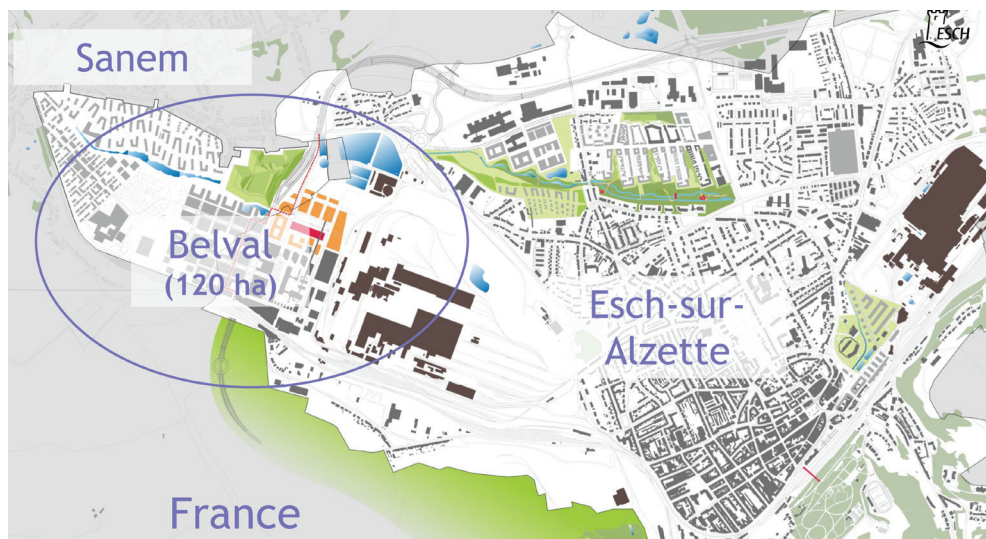 Sanem
ESCH
Belval
(120 ha)
Esch-sur-
Alzette
France